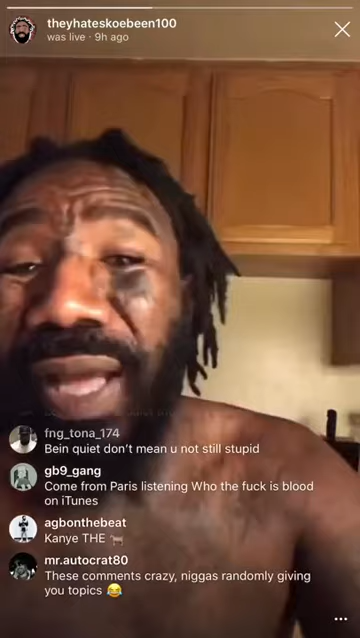 theyhateskoebeen100
was live · 9h ago
fng_tona_174
Bein quiet don't mean u not still stupid
gb9_gang
Come from Paris listening Who the fuck is blood
on iTunes
agbonthebeat
Kanye THE 🐐
mr.autocrat80
These comments crazy, niggas randomly giving
you topics 😂